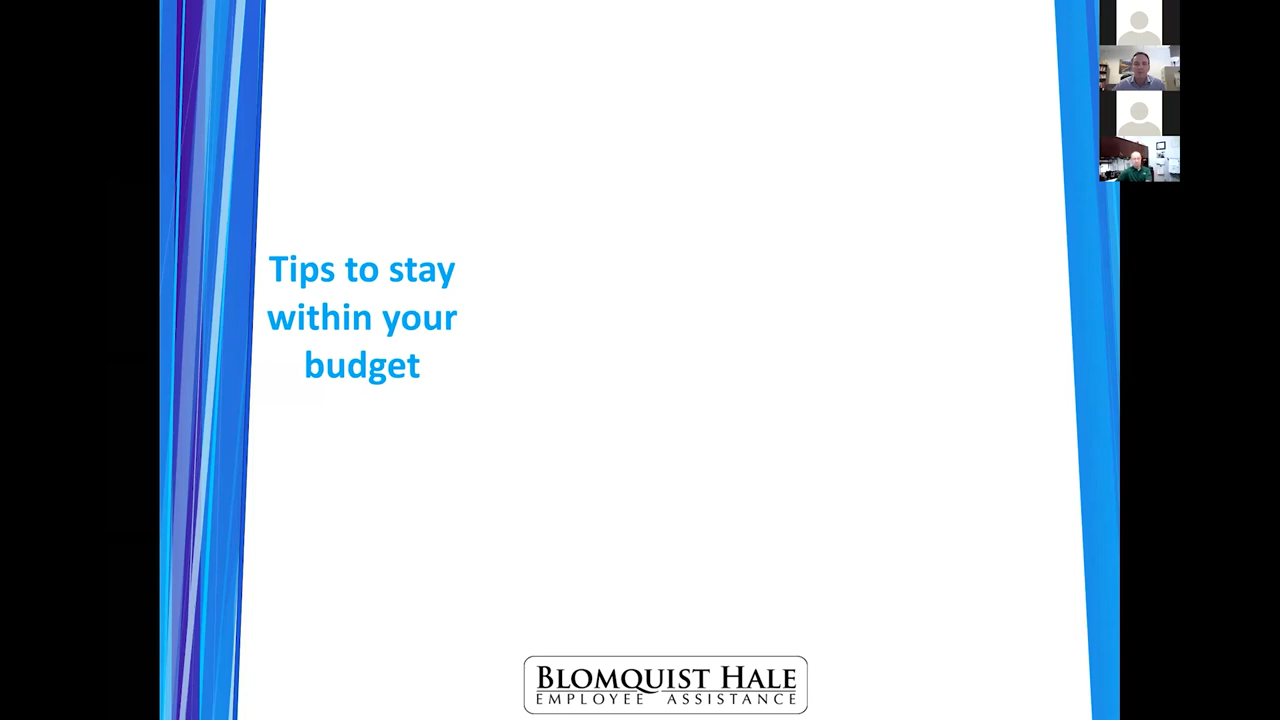 Tips to stay
within your
budget
BLOMQUIST HALE
EMPLOYEE ASSISTANCE